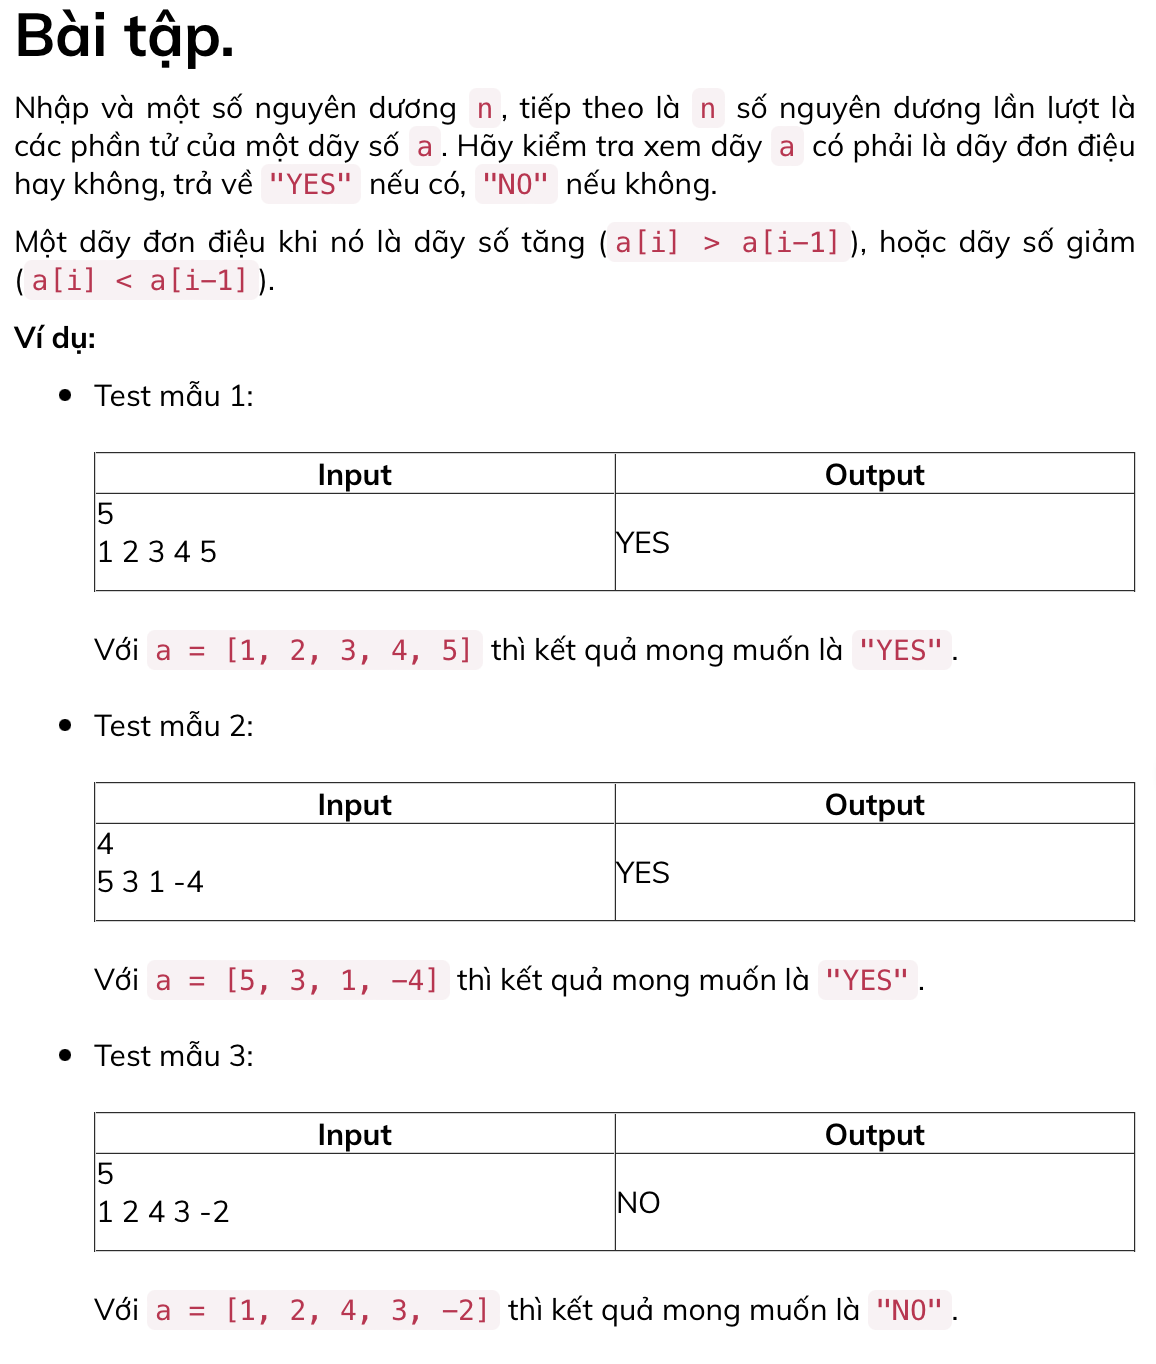 Bài tập.
Nhập và một số nguyên dương n, tiếp theo là n số nguyên dương lần lượt là
các phần tử của một dãy số a. Hãy kiểm tra xem dãy a có phải là dãy đơn điệu
hay không, trả về "YES" nếu có, "NO" nếu không.
Một dãy đơn điệu khi nó là dãy số tăng (a[i] > a[i-1]), hoặc dãy số giảm
(a[i] < a[i-1]).
Ví dụ:
Test mẫu 1:
Input Output
5
1 2 3 4 5
YES
Với a = [1, 2, 3, 4, 5] thì kết quả mong muốn là "YES".
Test mẫu 2:
Input Output
4
5 3 1 -4
YES
Với a = [5, 3, 1, -4] thì kết quả mong muốn là "YES".
Test mẫu 3:
Input Output
5
1 2 4 3 -2
NO
Với a = [1, 2, 4, 3, -2] thì kết quả mong muốn là "NO".